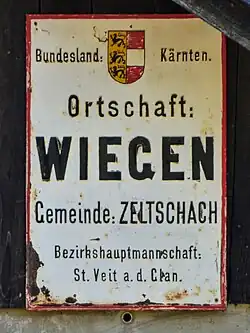 Bundesland: Kärnten.
Ortschaft:
WIEGEN
Gemeinde: ZELTSCHACH
Bezirkshauptmannschaft:
St. Veit a. d. Glan.